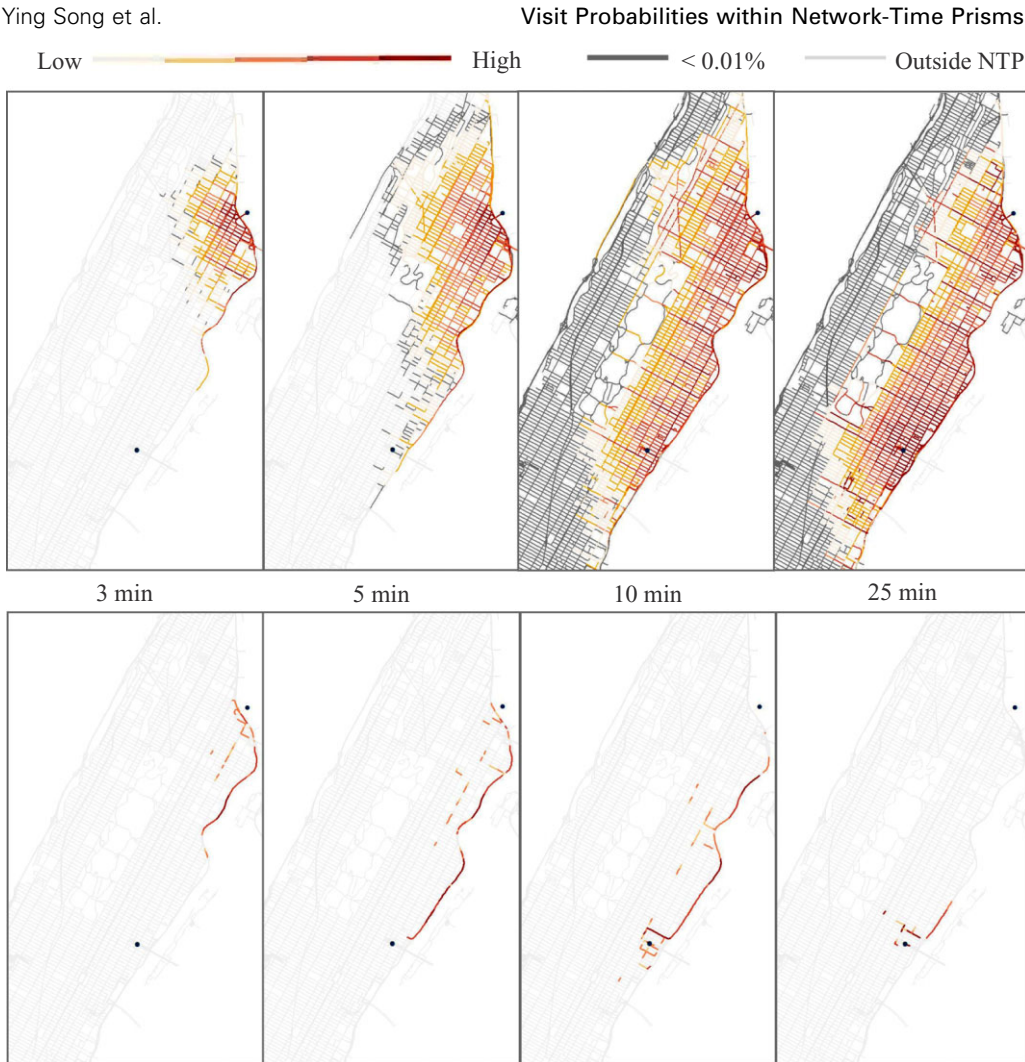 Ying Song et al. Visit Probabilities within Network-Time Prisms
Low High < 0.01% Outside NTP
3 min 5 min 10 min 25 min